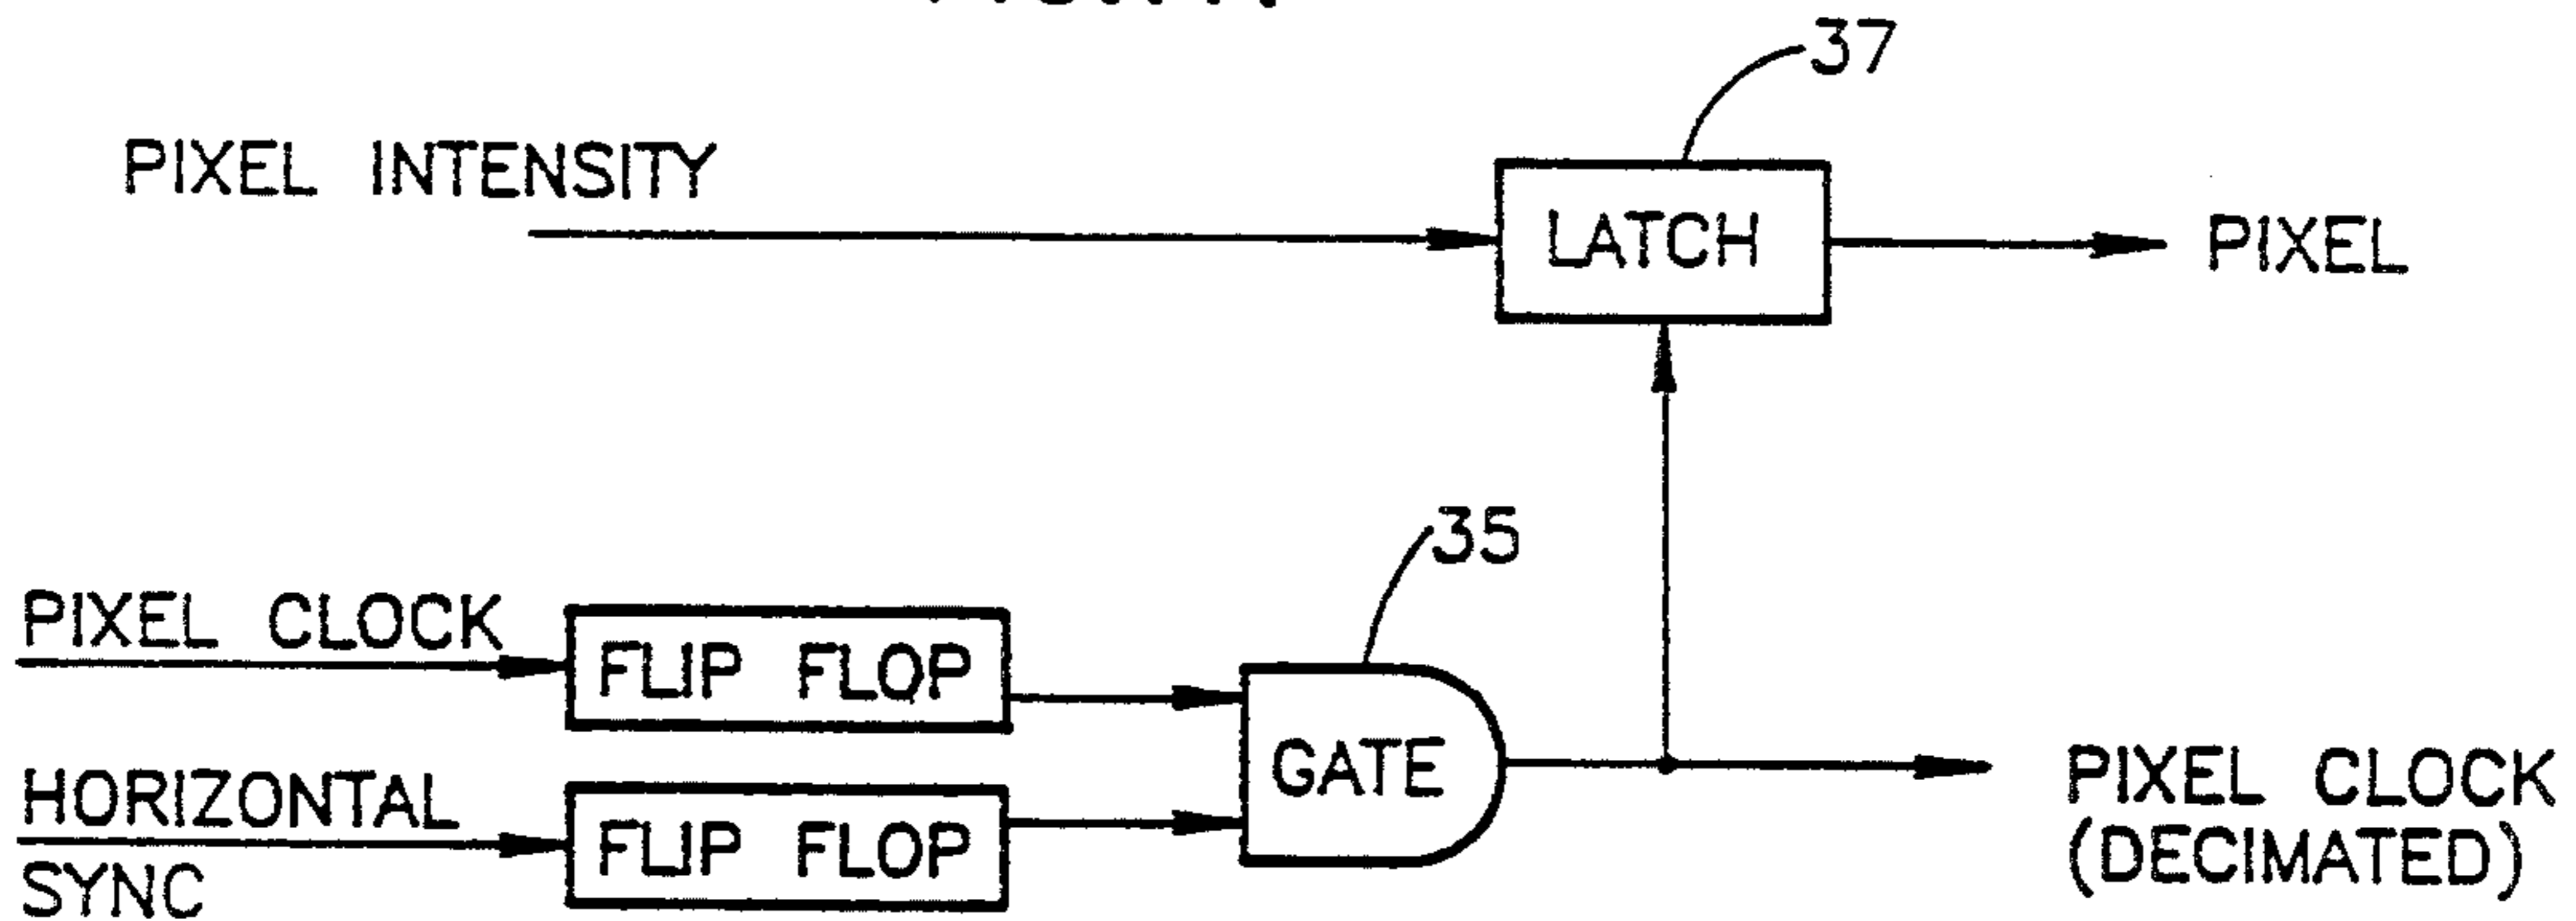 37
PIXEL INTENSITY
LATCH
PIXEL
35
PIXEL CLOCK
FLIP FLOP
GATE
HORIZONTAL
SYNC
FLIP FLOP
PIXEL CLOCK
(DECIMATED)